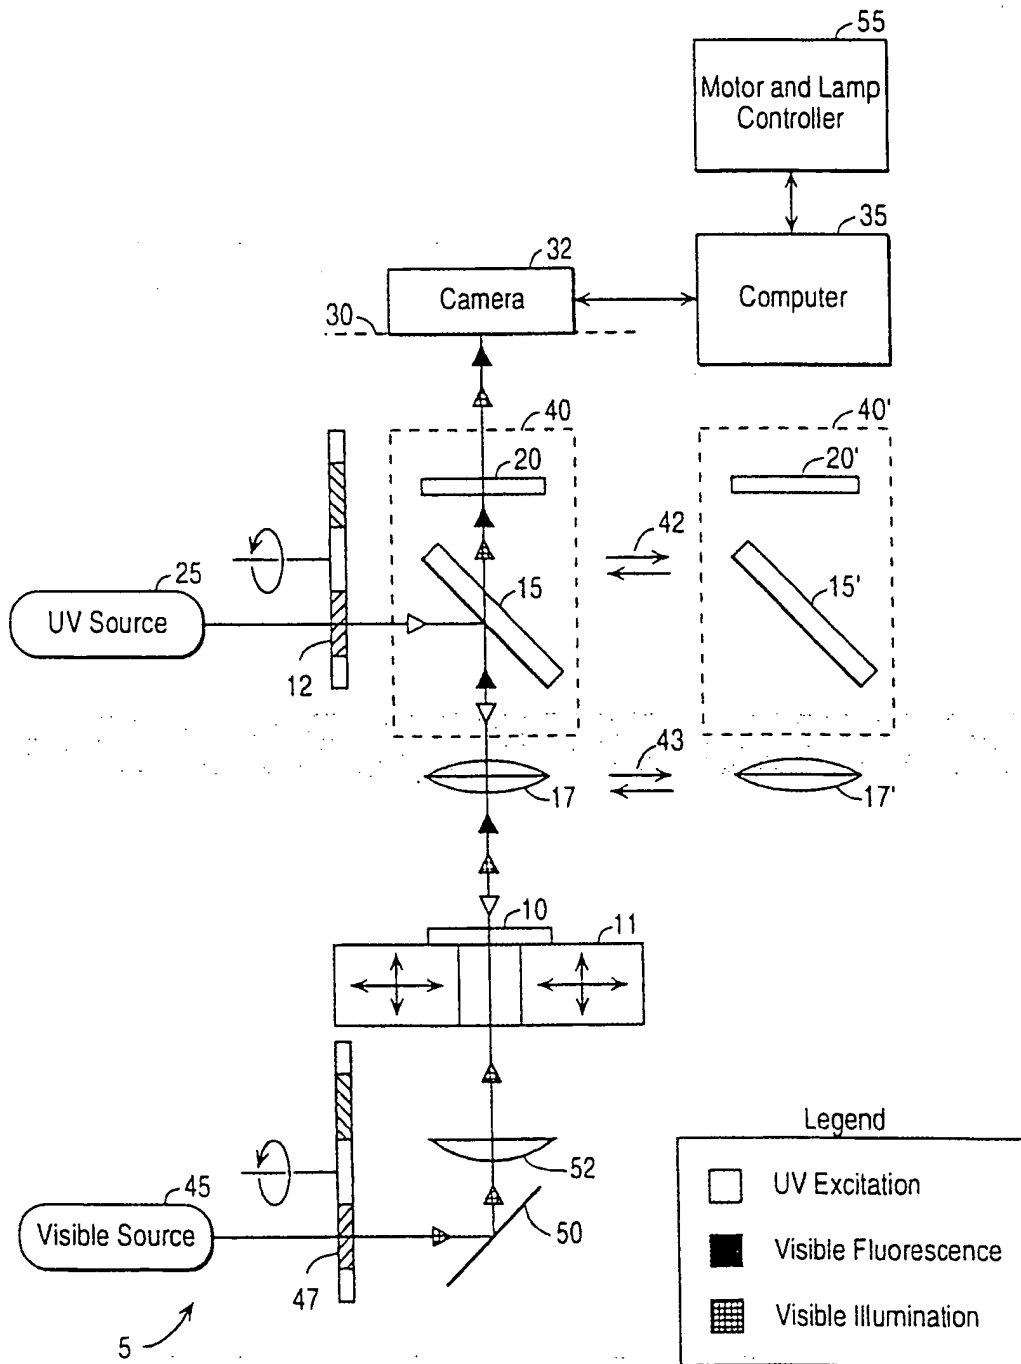 55
Motor and Lamp
Controller
35
Computer
32
Camera
30
40
40'
20
20'
42
15
15'
25
UV Source
12
43
17
17'
10
11
52
50
45
Visible Source
47
5
Legend
UV Excitation
Visible Fluorescence
Visible Illumination